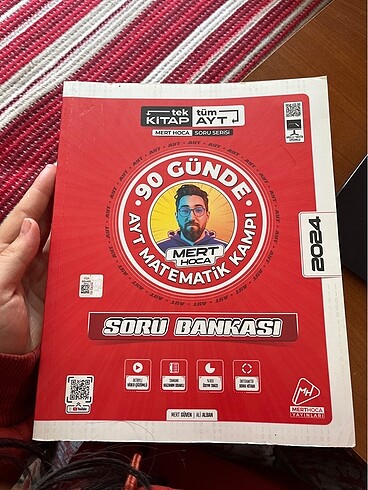 tek KİTAP tüm AYT
MERT HOCA SORU SERİSİ
90 GÜNDE
AYT MATEMATİK KAMPI
MERT
HOCA
2024
SORU BANKASI
MERT GÜVEN | ALİ ALBAN
MH
MERTHOCA
YAYINLARI